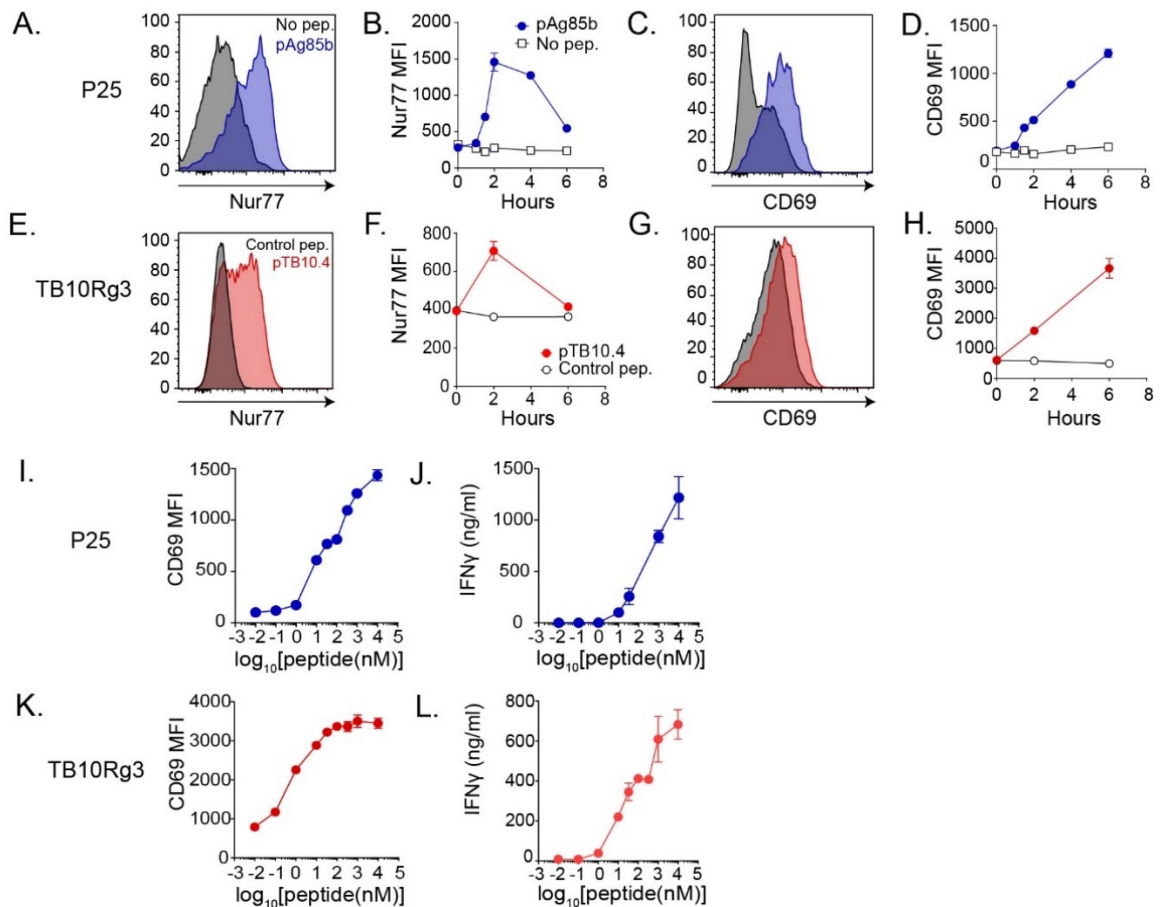 A.
No pep.
pAg85b
100
80
60
40
20
0
Nur77
P25
B.
pAg85b
No pep.
Nur77 MFI
2000
1500
1000
500
0
0 2 4 6 8
Hours
C.
100
80
60
40
20
0
CD69
D.
CD69 MFI
1500
1000
500
0
0 2 4 6 8
Hours
E.
Control pep.
pTB10.4
100
80
60
40
20
0
Nur77
TB10Rg3
F.
Nur77 MFI
800
600
400
200
0
pTB10.4
Control pep.
0 2 4 6 8
Hours
G.
100
80
60
40
20
0
CD69
H.
CD69 MFI
5000
4000
3000
2000
1000
0
0 2 4 6 8
Hours
I.
P25
CD69 MFI
1500
1000
500
0
-3 -2 -1 0 1 2 3 4 5
log10[peptide(nM)]
J.
IFNγ (ng/ml)
1500
1000
500
0
-3 -2 -1 0 1 2 3 4 5
log10[peptide(nM)]
K.
TB10Rg3
CD69 MFI
4000
3000
2000
1000
0
-3 -2 -1 0 1 2 3 4 5
log10[peptide(nM)]
L.
IFNγ (ng/ml)
800
600
400
200
0
-3 -2 -1 0 1 2 3 4 5
log10[peptide(nM)]